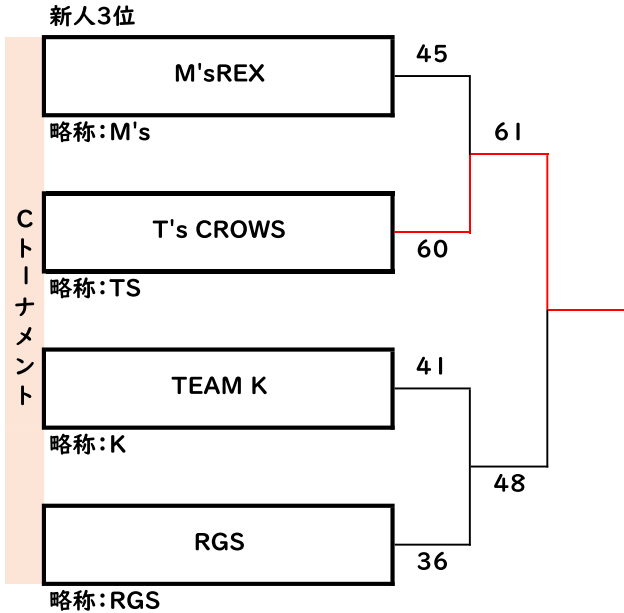 新人3位
M'sREX
45
略称：M's
61
T's CROWS
60
略称：TS
Cトーナメント
TEAM K
41
略称：K
48
RGS
36
略称：RGS